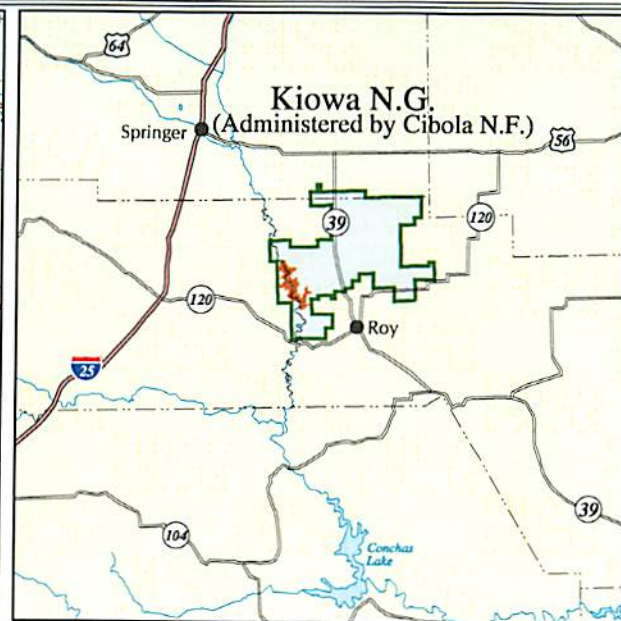 64
Kiowa N.G.
(Administered by Cibola N.F.)
Springer
56
39
120
120
Roy
25
39
104
Conchas
Lake